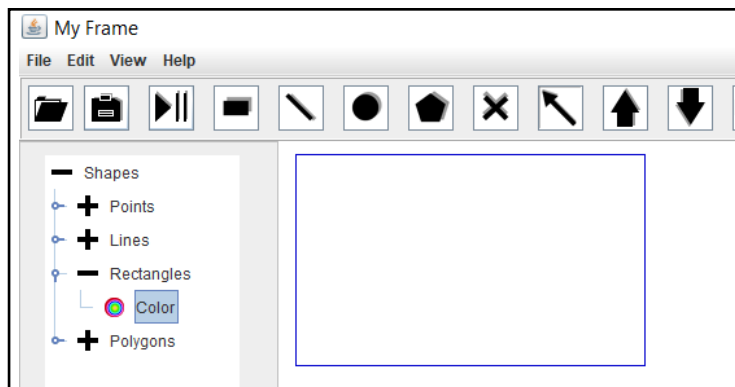 My Frame
File Edit View Help
Shapes
Points
Lines
Rectangles
Color
Polygons